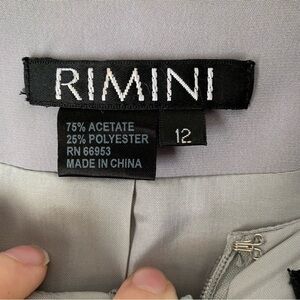 RIMINI
75% ACETATE
25% POLYESTER
RN 66953
MADE IN CHINA
12